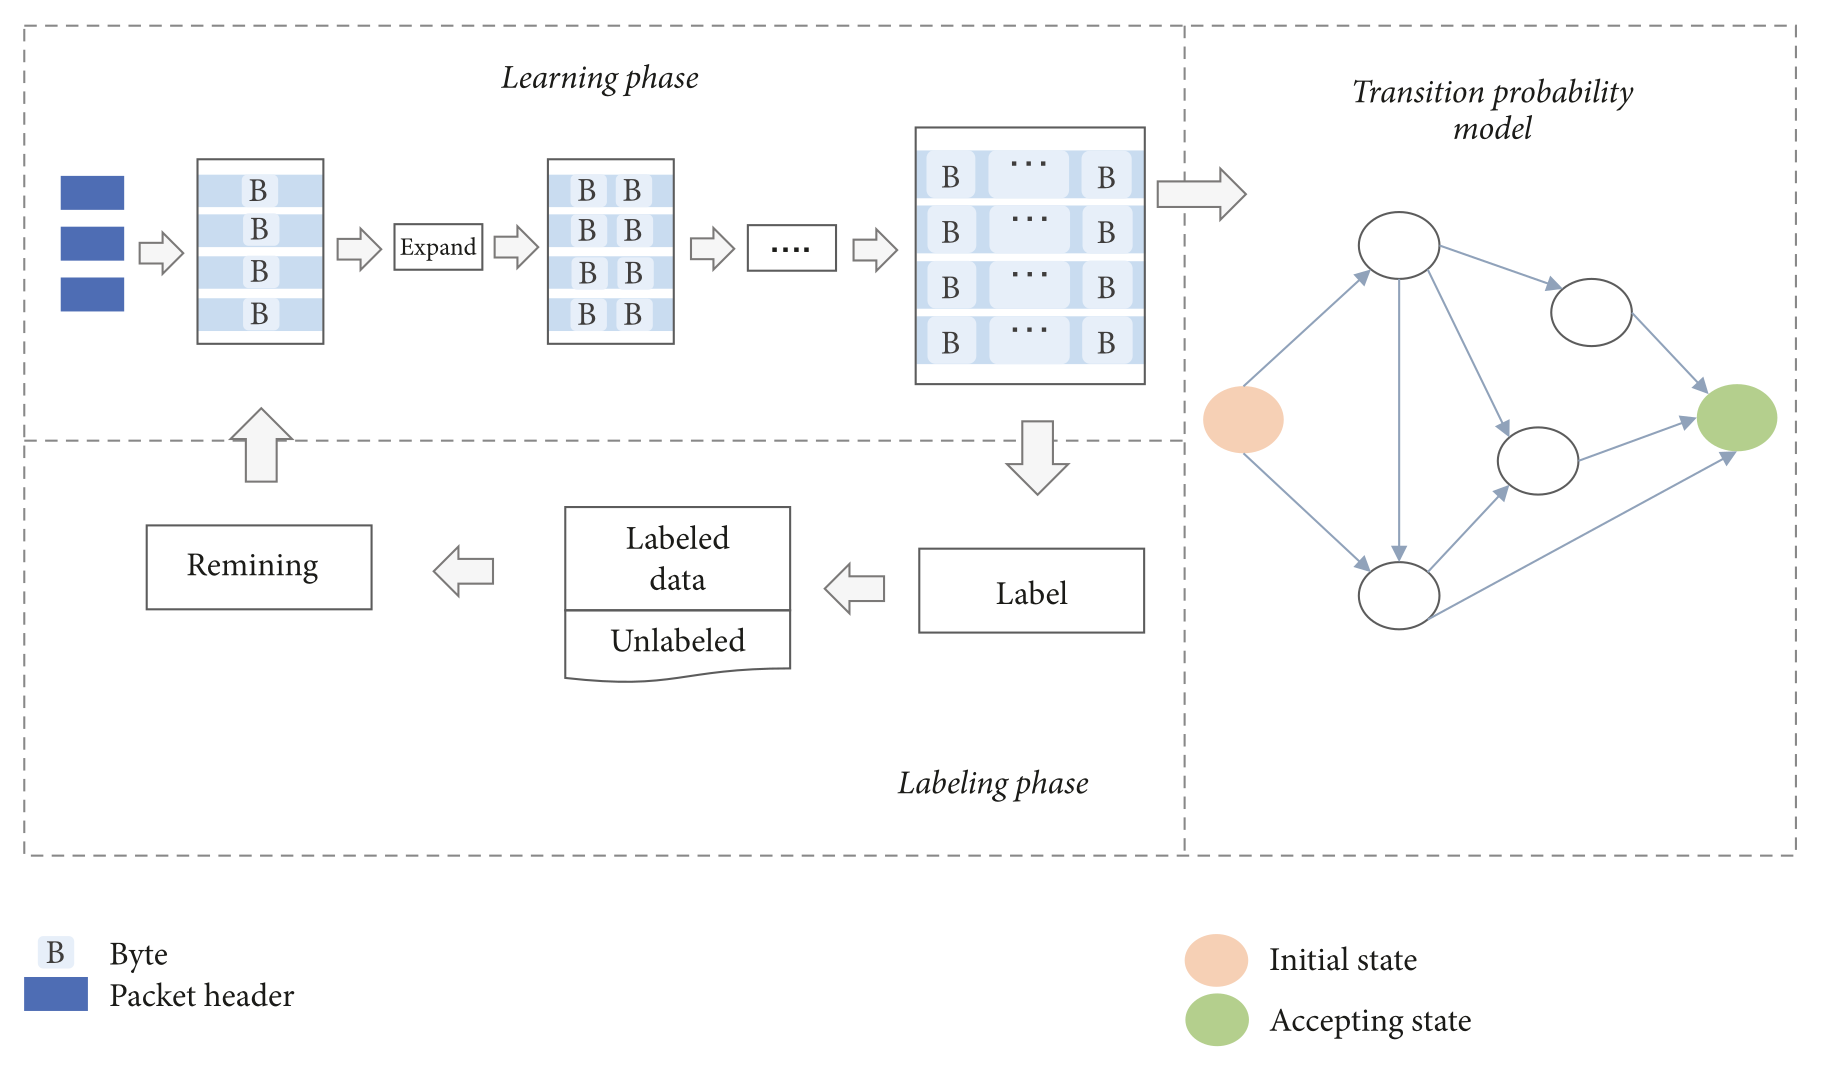 Learning phase
Transition probability
model
B
B
B
B
Expand
B B
B B
B B
B B
....
B ... B
B ... B
B ... B
B ... B
Remining
Labeled
data
Unlabeled
Label
Labeling phase
B Byte
Packet header
Initial state
Accepting state